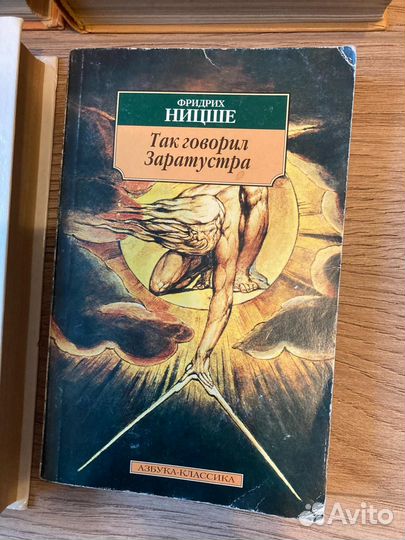 ФРИДРИХ
НИЦШЕ
Так говорил
Заратустра
АЗБУКА-КЛАССИКА
Avito